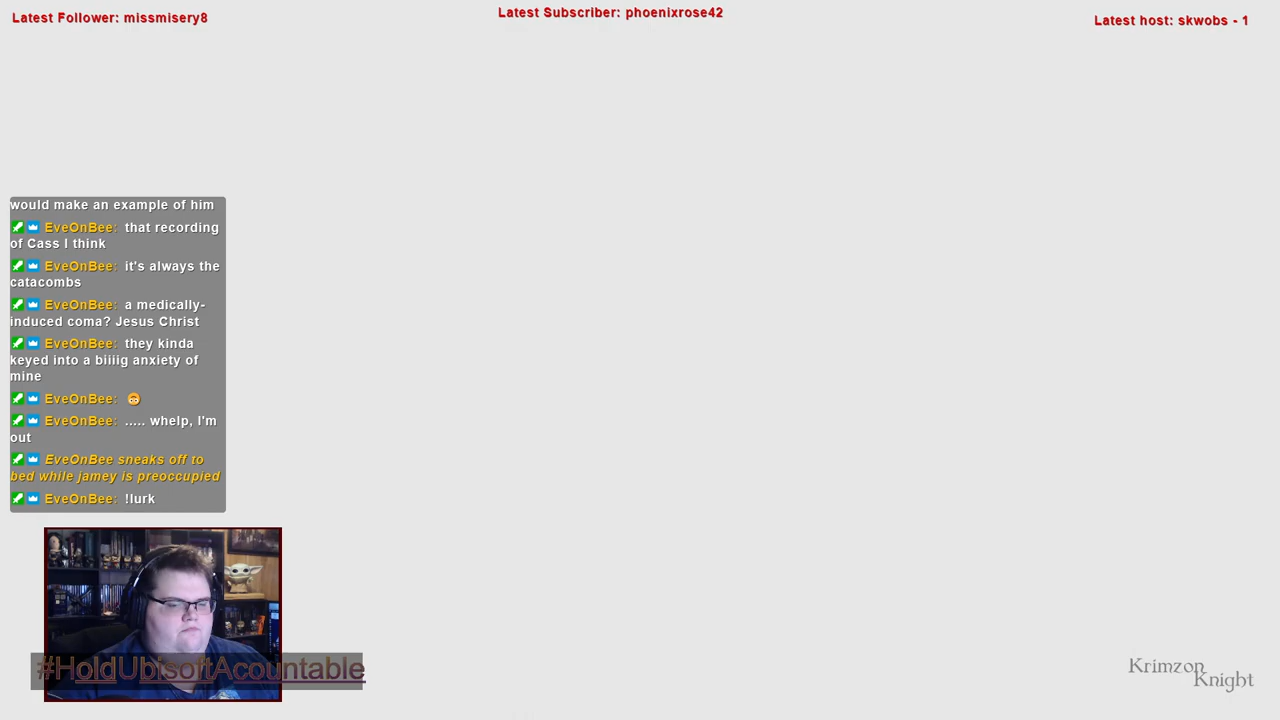 Latest Follower: missmisery8
Latest Subscriber: phoenixrose42
Latest host: skwobs - 1
would make an example of him
EveOnBee: that recording
of Cass I think
EveOnBee: it's always the
catacombs
EveOnBee: a medically-
induced coma? Jesus Christ
EveOnBee: they kinda
keyed into a biiiig anxiety of
mine
EveOnBee:
EveOnBee: ..... whelp, I'm
out
EveOnBee sneaks off to
bed while jamey is preoccupied
EveOnBee: !lurk
#HoldUbisoftAcountable
Krimzon
Knight